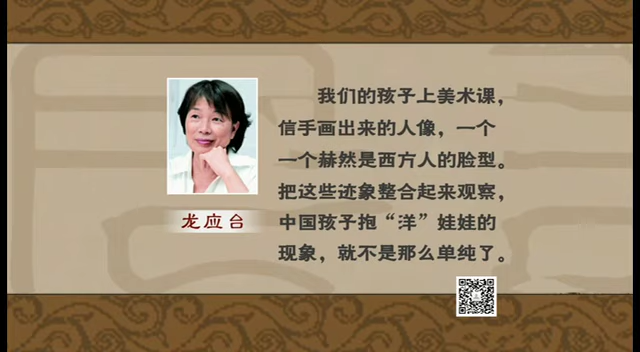 我们的孩子上美术课，
信手画出来的人像，一个
一个赫然是西方人的脸型。
把这些迹象整合起来观察，
中国孩子抱“洋”娃娃的
现象，就不是那么单纯了。
龙应台